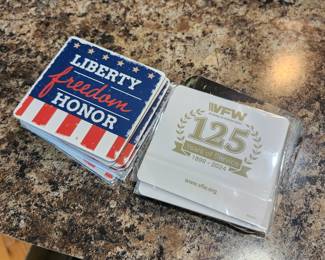 LIBERTY
freedom
HONOR
VFW
125
1899 - 2024
www.vfw.org